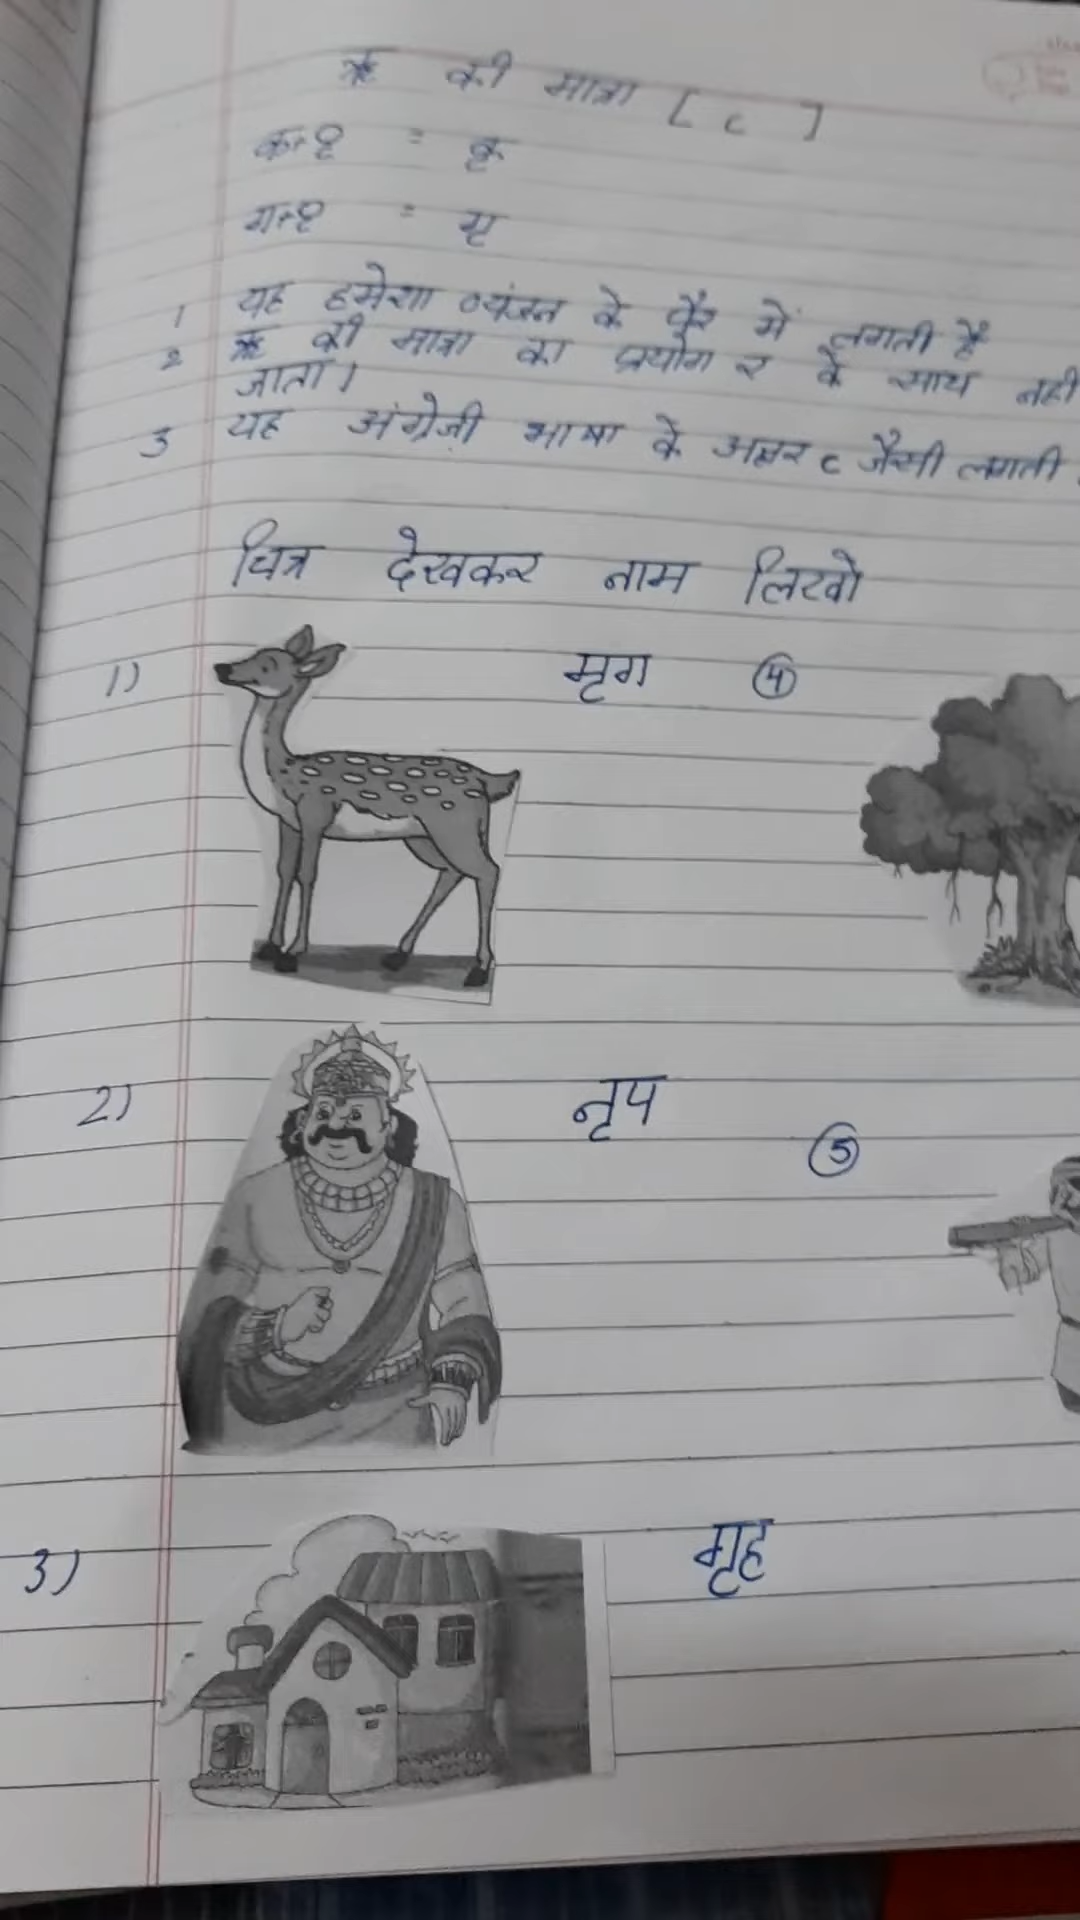 ऋ की मात्रा [ c ]
क+ृ = कृ
ग+ृ = गृ
1 यह हमेशा व्यंजन के पैर में लगती है
2 ऋ की मात्रा का प्रयोग र के साथ नही
जाता।
3 यह अंग्रेजी भाषा के अक्षर c जैसी लगती
चित्र देखकर नाम लिखो
1) मृग 4
2) नृप
5
3) गृह